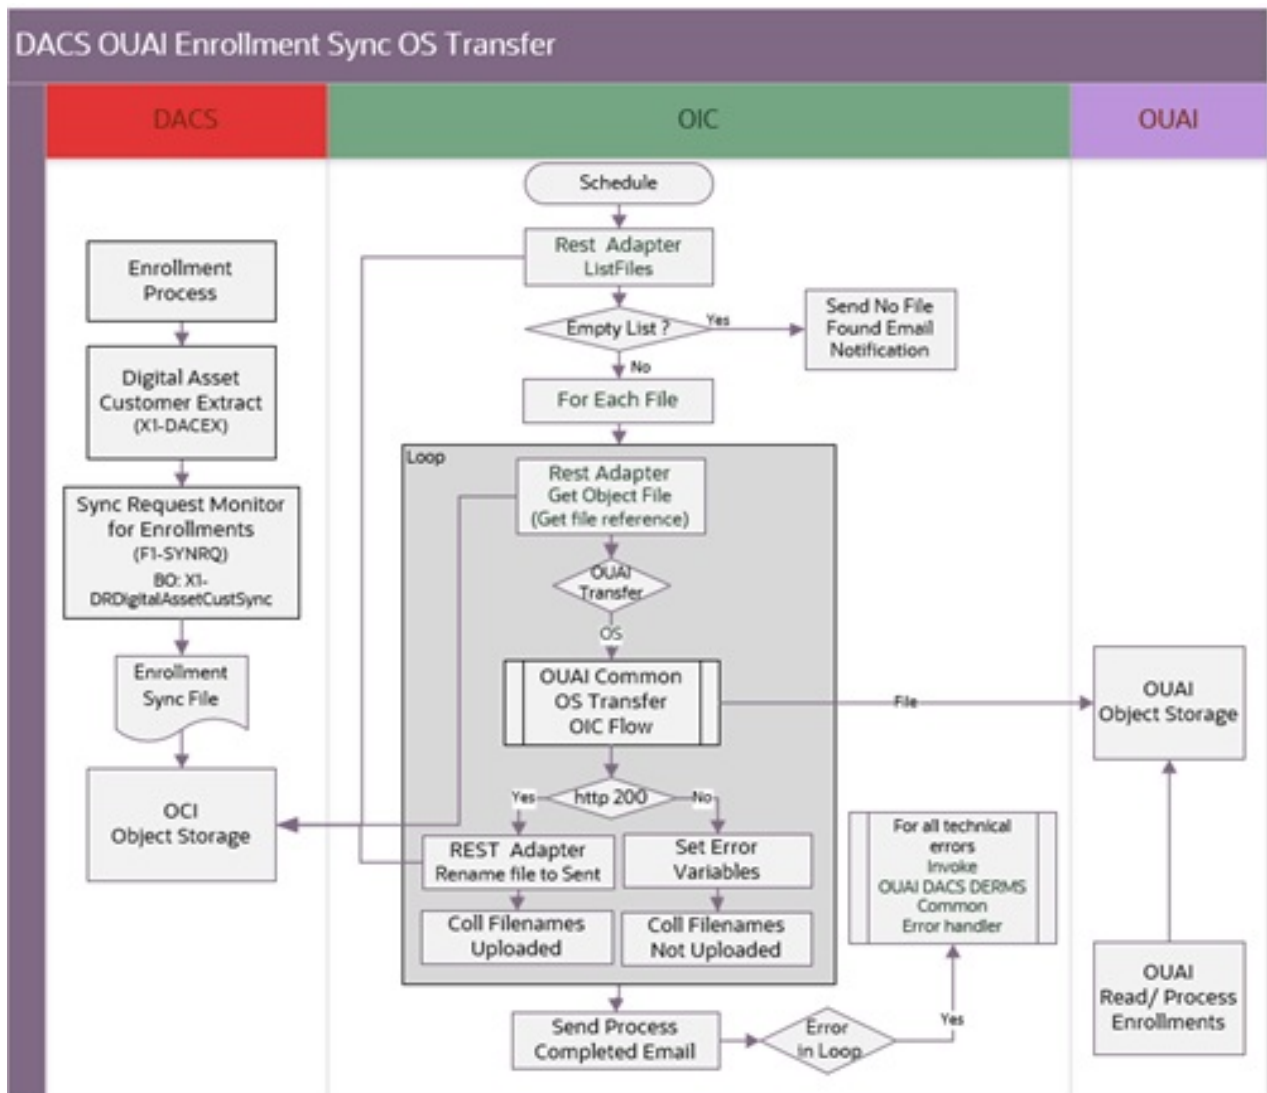 DACS OUAI Enrollment Sync OS Transfer
DACS
OIC
OUAI
Enrollment
Process
Digital Asset
Customer Extract
(X1-DACEX)
Sync Request Monitor
for Enrollments
(F1-SYNRQ)
BO: X1-
DRDigitalAssetCustSync
Enrollment
Sync File
OCI
Object Storage
Schedule
Rest Adapter
ListFiles
Empty List ?
Yes
Send No File
Found Email
Notification
No
For Each File
Loop
Rest Adapter
Get Object File
(Get file reference)
OUAI
Transfer
OS
OUAI Common
OS Transfer
OIC Flow
File
http 200
Yes
No
REST Adapter
Rename file to Sent
Set Error
Variables
Coll Filenames
Uploaded
Coll Filenames
Not Uploaded
Send Process
Completed Email
Error
in Loop
Yes
For all technical
errors
Invoke
OUAI DACS DERMS
Common
Error handler
OUAI
Object Storage
OUAI
Read/ Process
Enrollments